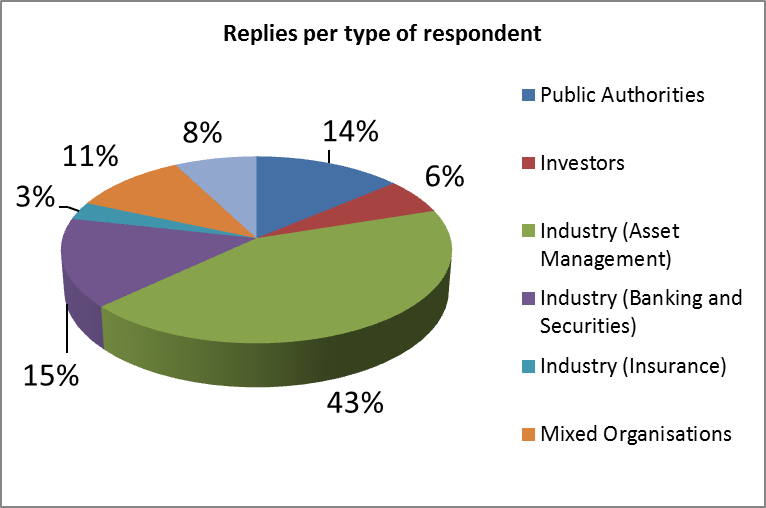 Replies per type of respondent
8%
14%
11%
6%
3%
15%
43%
Public Authorities
Investors
Industry (Asset
Management)
Industry (Banking and
Securities)
Industry (Insurance)
Mixed Organisations